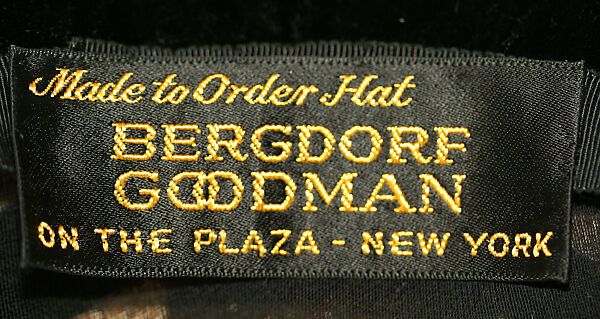 Made to Order Hat
BERGDORF
GOODMAN
ON THE PLAZA - NEW YORK